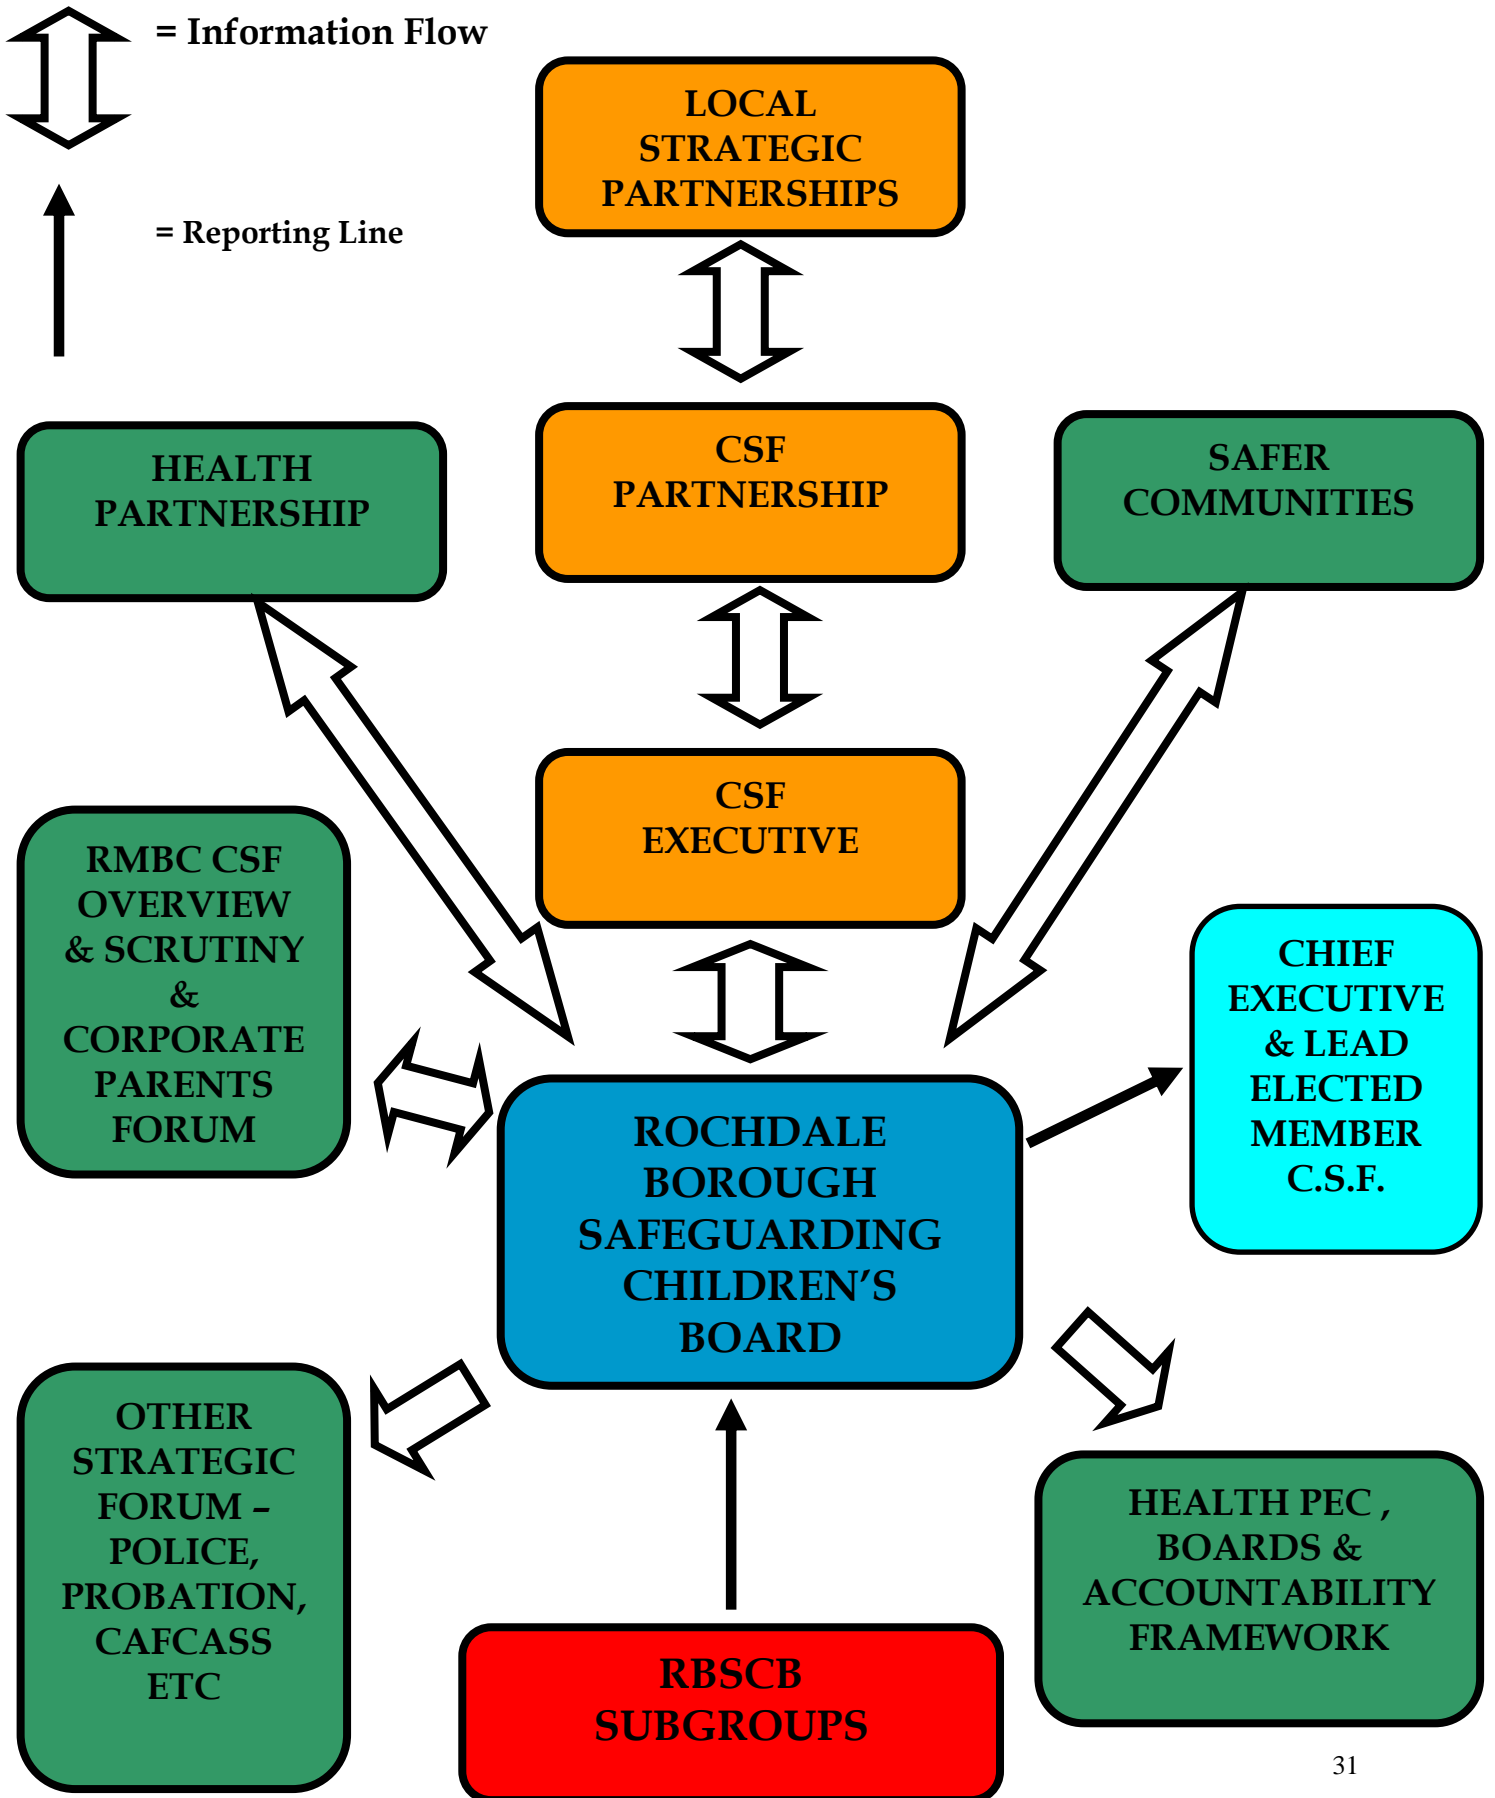 = Information Flow
= Reporting Line
LOCAL
STRATEGIC
PARTNERSHIPS
HEALTH
PARTNERSHIP
CSF
PARTNERSHIP
SAFER
COMMUNITIES
CSF
EXECUTIVE
RMBC CSF
OVERVIEW
& SCRUTINY
&
CORPORATE
PARENTS
FORUM
CHIEF
EXECUTIVE
& LEAD
ELECTED
MEMBER
C.S.F.
ROCHDALE
BOROUGH
SAFEGUARDING
CHILDREN’S
BOARD
OTHER
STRATEGIC
FORUM –
POLICE,
PROBATION,
CAFCASS
ETC
HEALTH PEC ,
BOARDS &
ACCOUNTABILITY
FRAMEWORK
RBSCB
SUBGROUPS
31